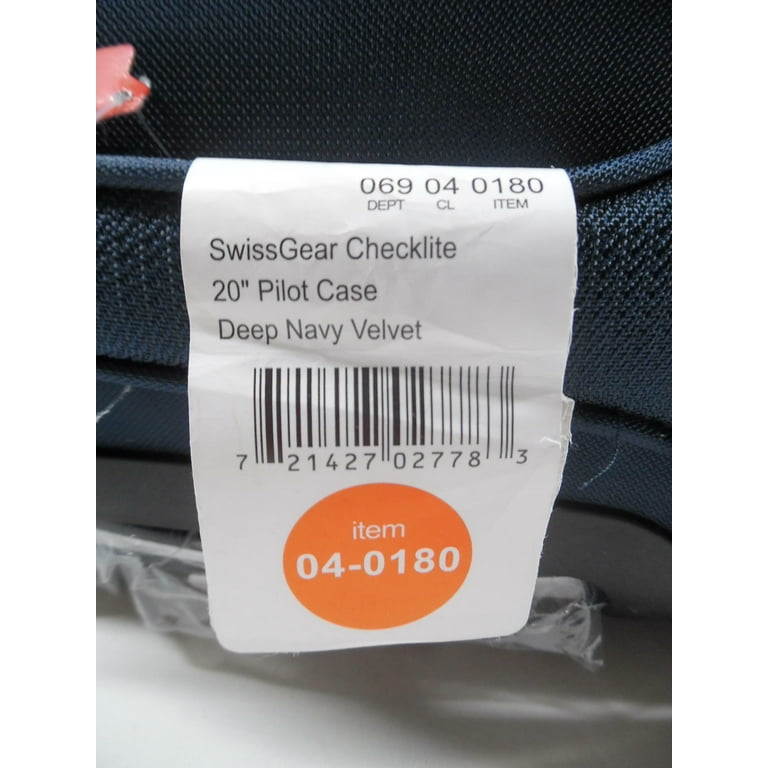 069 04 0180
DEPT CL ITEM
SwissGear Checklite
20" Pilot Case
Deep Navy Velvet
7 21427 02778 3
item
04-0180